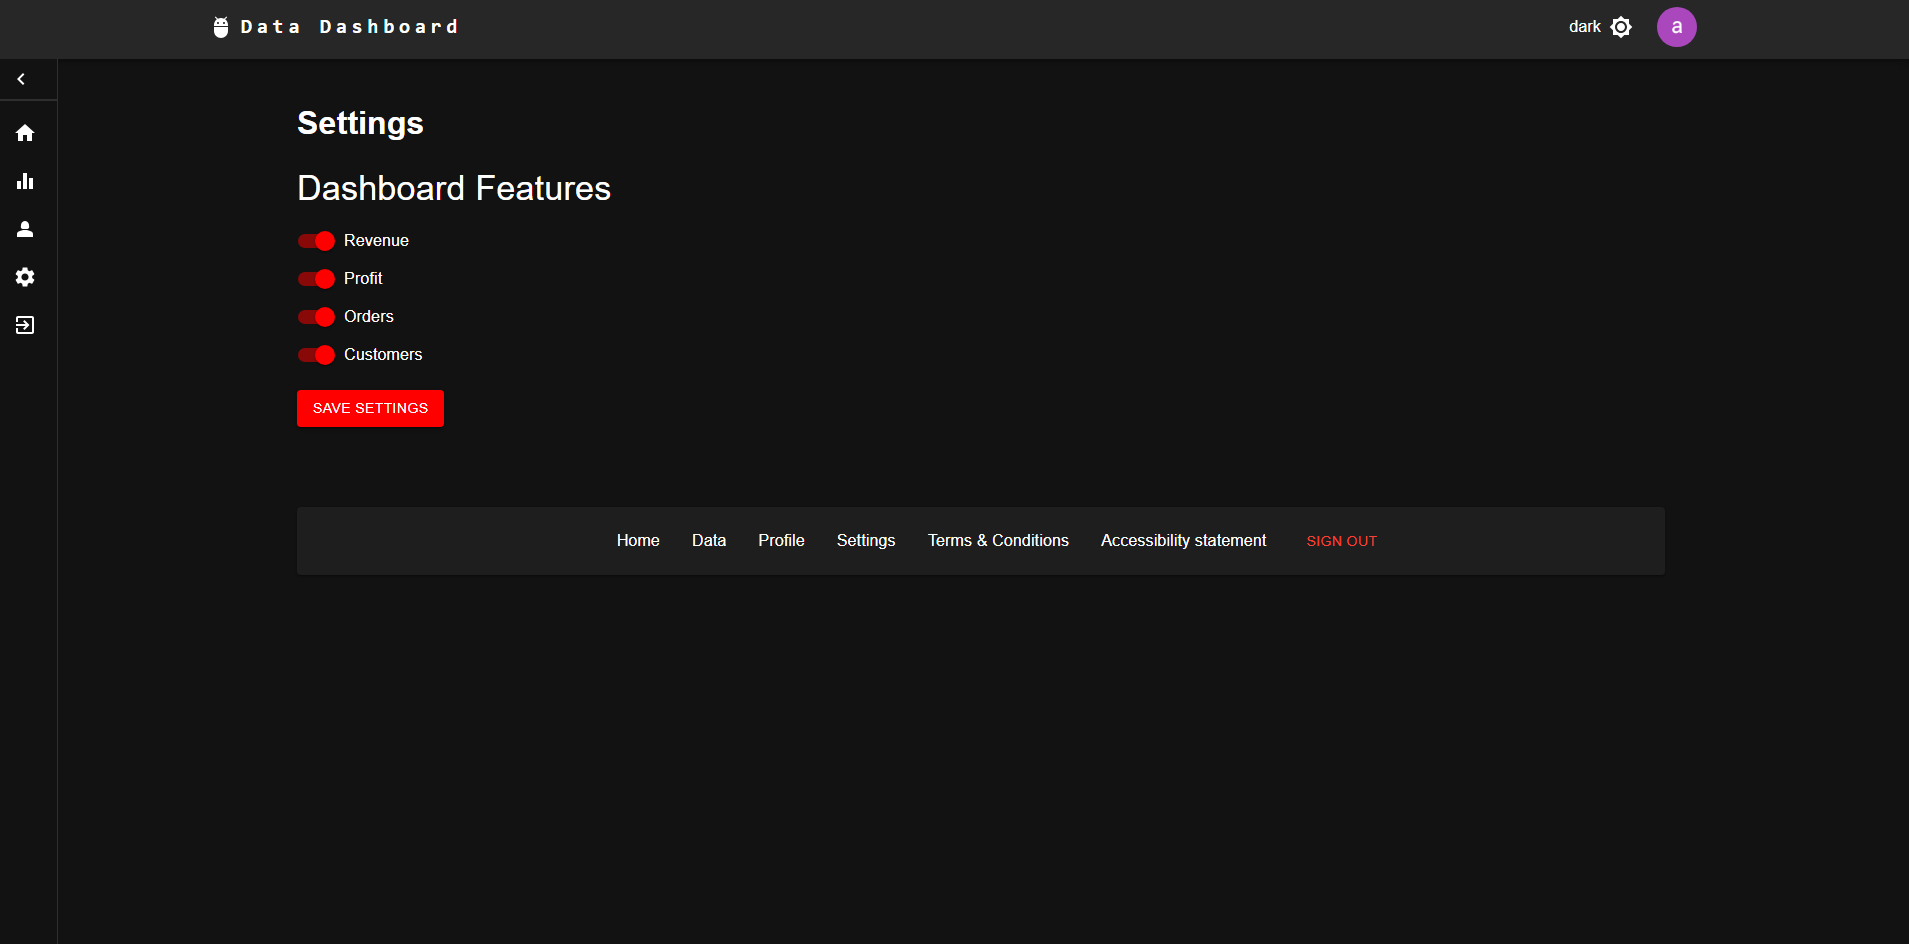 Data Dashboard
dark
a
Settings
Dashboard Features
Revenue
Profit
Orders
Customers
SAVE SETTINGS
Home Data Profile Settings Terms & Conditions Accessibility statement SIGN OUT